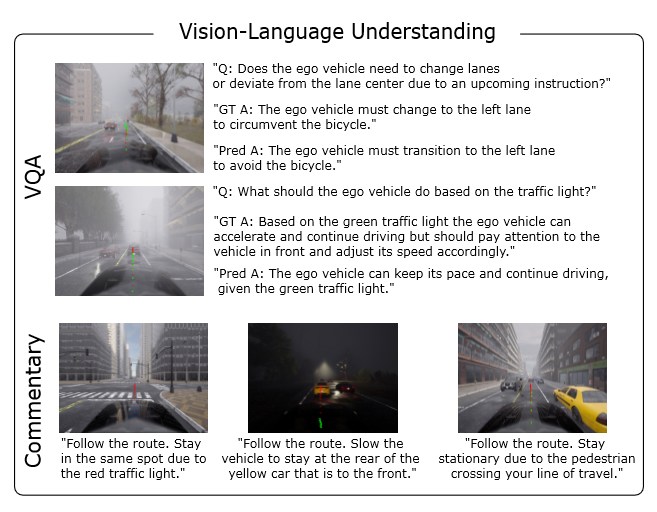 Vision-Language Understanding
VQA
"Q: Does the ego vehicle need to change lanes
or deviate from the lane center due to an upcoming instruction?"
"GT A: The ego vehicle must change to the left lane
to circumvent the bicycle."
"Pred A: The ego vehicle must transition to the left lane
to avoid the bicycle."
"Q: What should the ego vehicle do based on the traffic light?"
"GT A: Based on the green traffic light the ego vehicle can
accelerate and continue driving but should pay attention to the
vehicle in front and adjust its speed accordingly."
"Pred A: The ego vehicle can keep its pace and continue driving,
given the green traffic light."
Commentary
"Follow the route. Stay
in the same spot due to
the red traffic light."
"Follow the route. Slow the
vehicle to stay at the rear of the
yellow car that is to the front."
"Follow the route. Stay
stationary due to the pedestrian
crossing your line of travel."